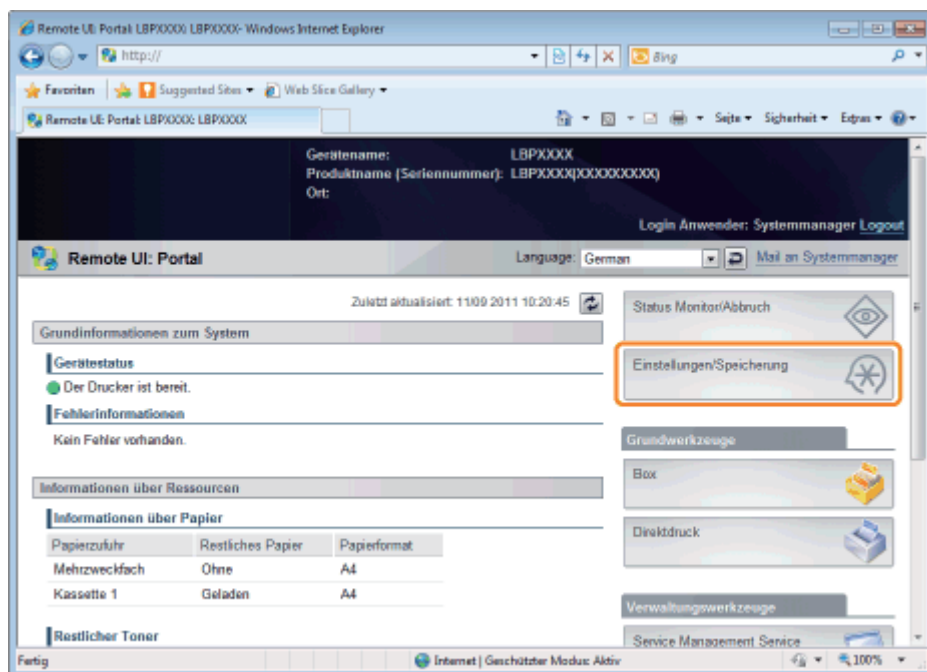 Remote UI: Portal: LBPXXXX: LBPXXXX- Windows Internet Explorer
http://
Bing
Favoriten Suggested Sites Web Slice Gallery
Remote UI: Portal: LBPXXXX: LBPXXXX
Seite Sicherheit Extras
Gerätename: LBPXXXX
Produktname (Seriennummer): LBPXXXX(XXXXXXXXX)
Ort:
Login Anwender: Systemmanager Logout
Remote UI: Portal
Language: German
Mail an Systemmanager
Zuletzt aktualisiert: 11/09 2011 10:20:45
Grundinformationen zum System
Gerätestatus
Der Drucker ist bereit.
Fehlerinformationen
Kein Fehler vorhanden.
Informationen über Ressourcen
Informationen über Papier
Papierzufuhr Restliches Papier Papierformat
Mehrzweckfach Ohne A4
Kassette 1 Geladen A4
Restlicher Toner
Status Monitor/Abbruch
Einstellungen/Speicherung
Grundwerkzeuge
Box
Direktdruck
Verwaltungswerkzeuge
Service Management Service
Fertig
Internet | Geschützter Modus: Aktiv
100%